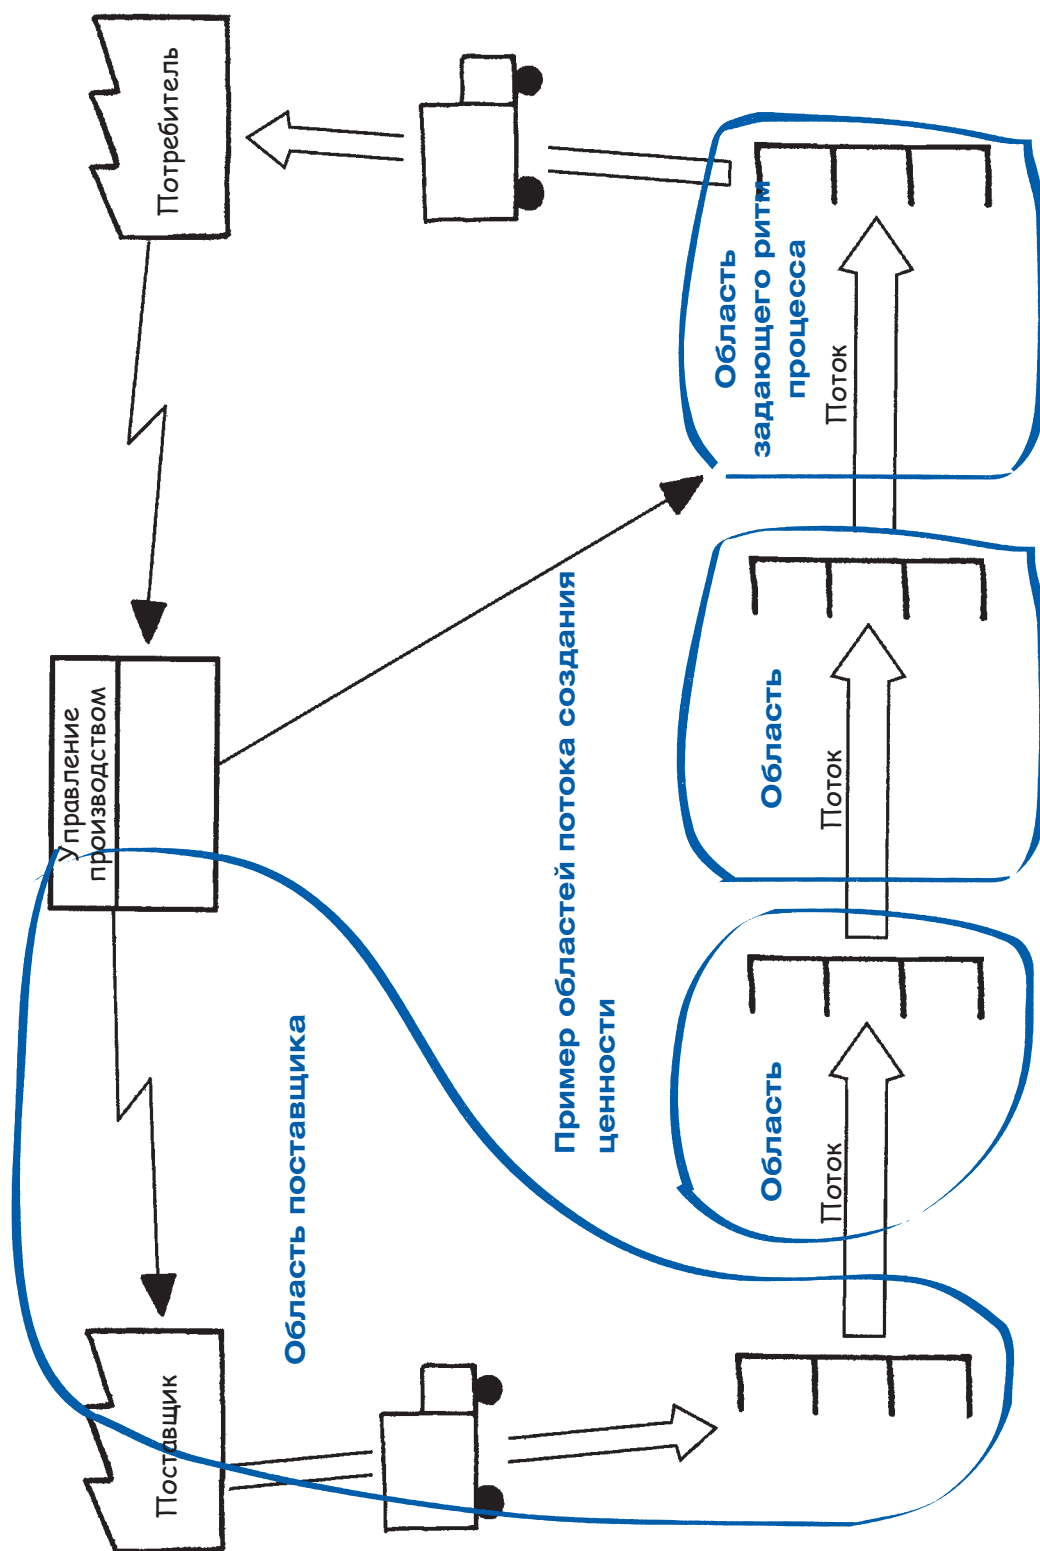 Поставщик
Управление
производством
Потребитель
Область поставщика
Пример областей потока создания
ценности
Область
Поток
Область
Поток
Область
задающего ритм
процесса
Поток